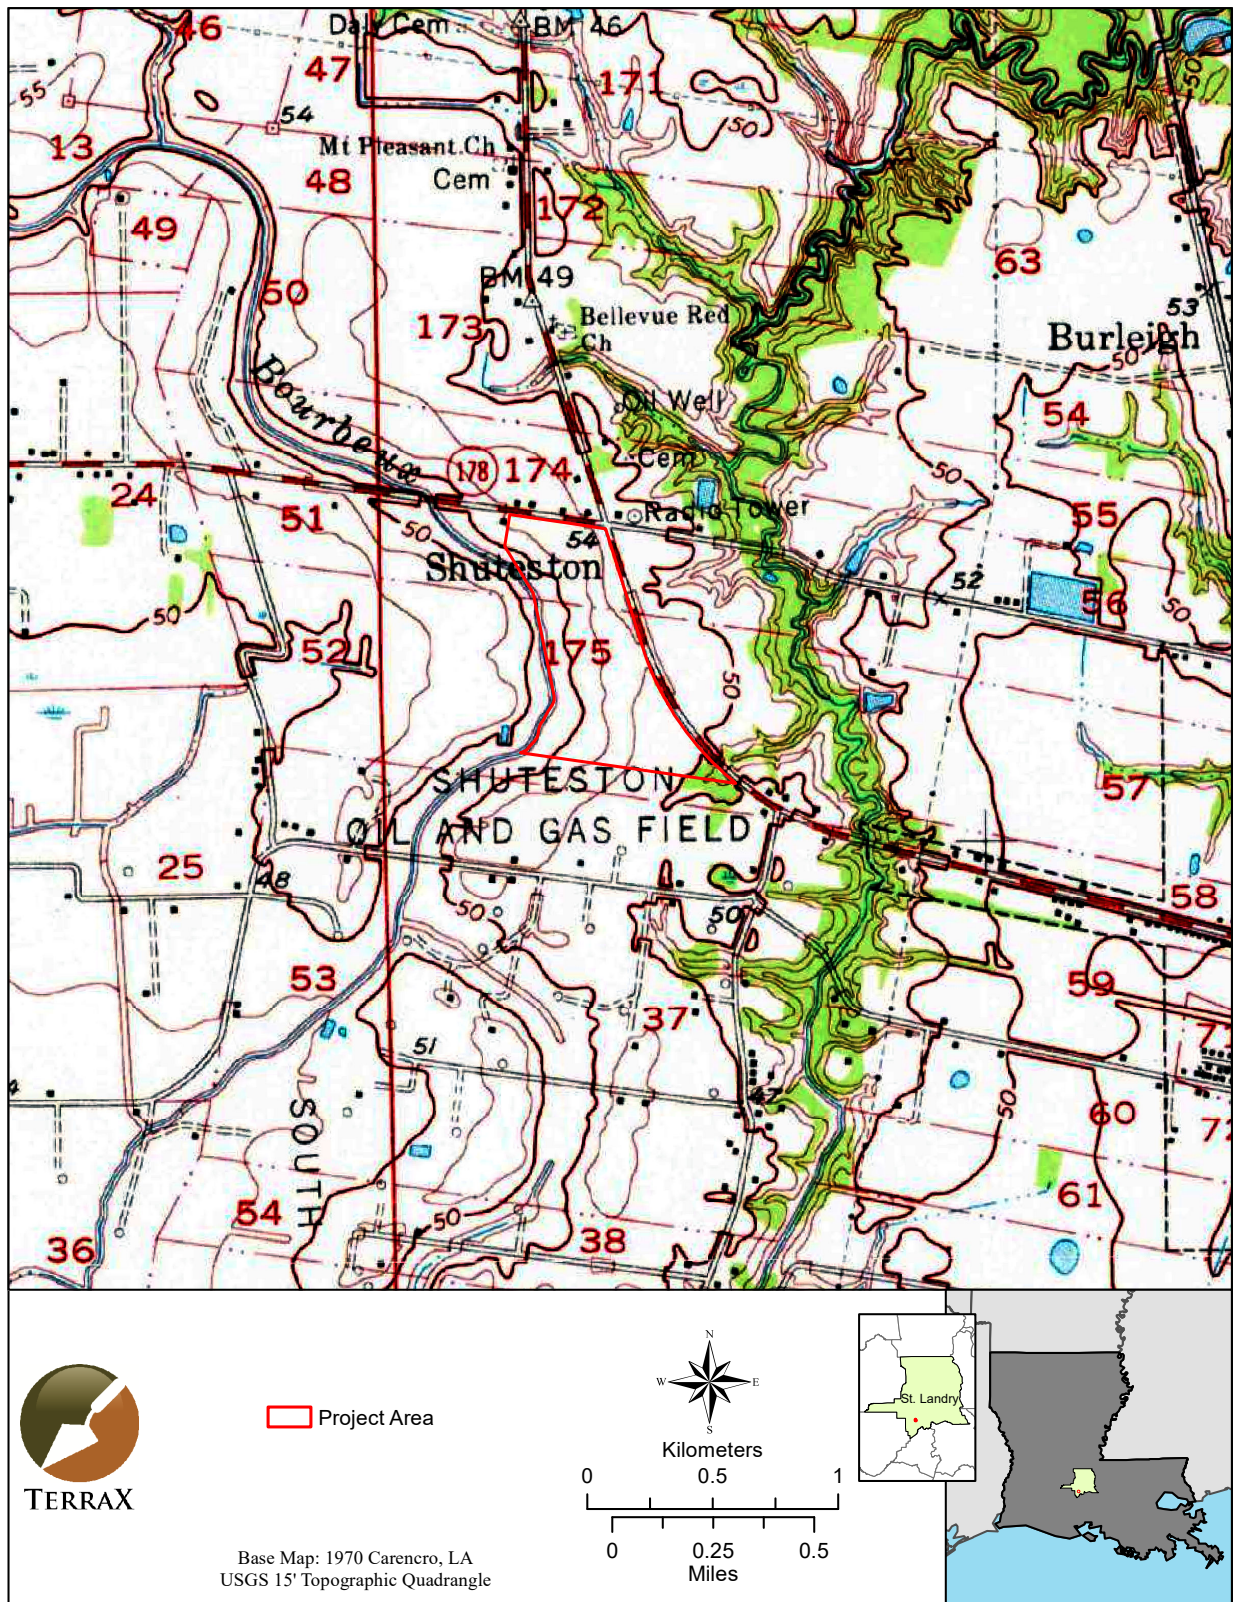 46
Daly Cem
BM 46
47
171
55
54
50
50
13
Mt Pleasant Ch
Cem
48
172
49
63
50
BM 49
53
173
Bellevue Red
Ch
Burleigh
50
Bourbeux
Oil Well
54
Cem
178
174
50
24
51
Radio Tower
55
50
54
Shuteston
52
56
50
50
52
175
50
SHUTESTON
57
OIL AND GAS FIELD
25
48
58
50
50
53
59
37
51
47
50
60
SOUTH
61
54
50
36
38
TERRAX
Project Area
N
W
E
S
Kilometers
0
0.5
1
0
0.25
0.5
Miles
St. Landry
Base Map: 1970 Carencro, LA
USGS 15' Topographic Quadrangle